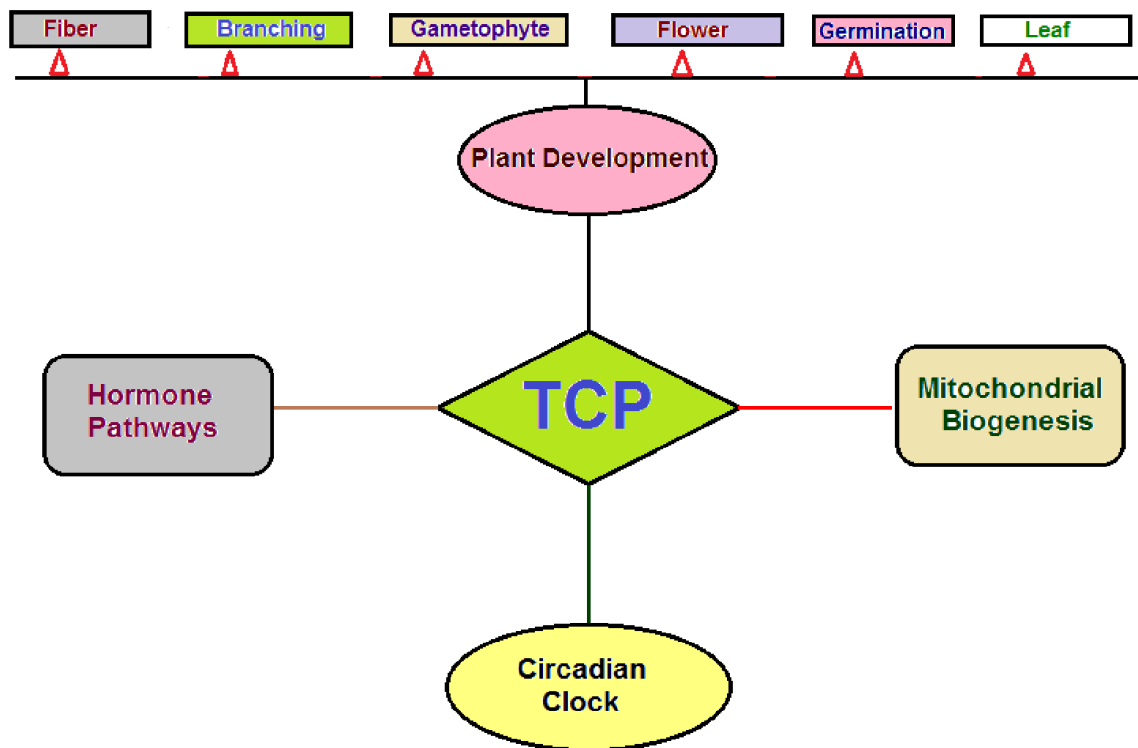 Fiber
Branching
Gametophyte
Flower
Germination
Leaf
Plant Development
Hormone
Pathways
TCP
Mitochondrial
Biogenesis
Circadian
Clock